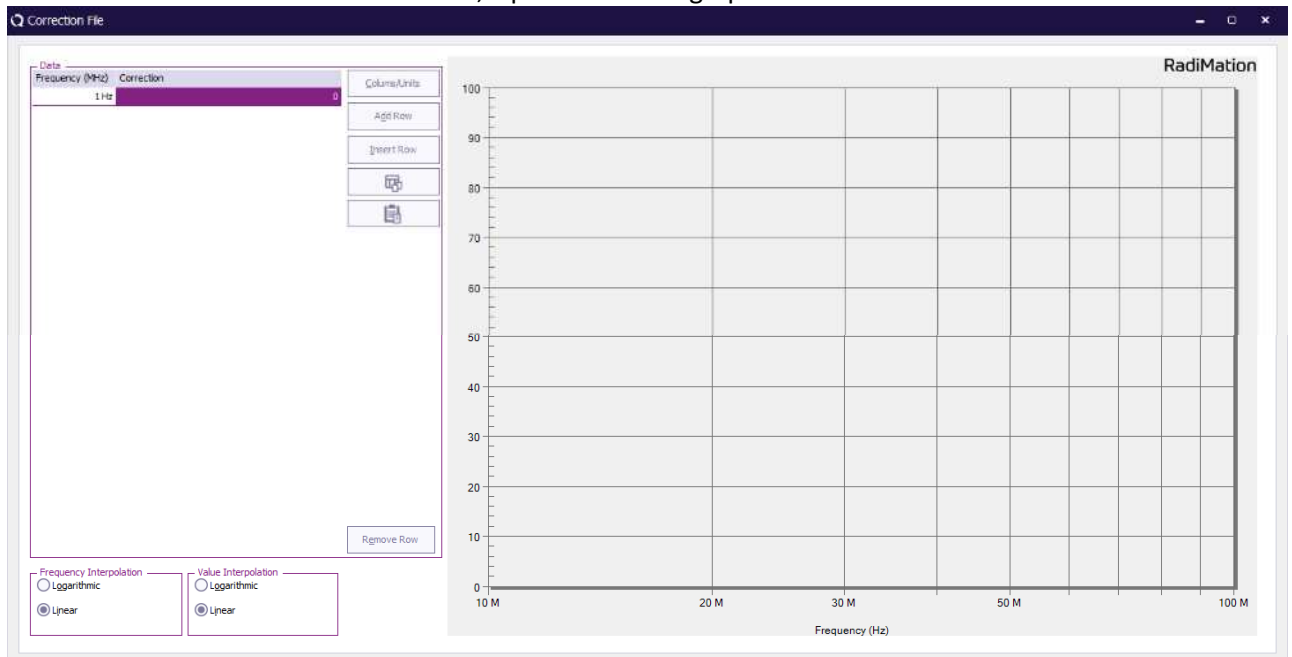 Correction File
Data
Frequency (MHz) Correction
1 Hz 0
Colums/Units
Add Row
Insert Row
Remove Row
Frequency Interpolation
Logarithmic
Linear
Value Interpolation
Logarithmic
Linear
RadiMation
100
90
80
70
60
50
40
30
20
10
0
10 M 20 M 30 M 50 M 100 M
Frequency (Hz)